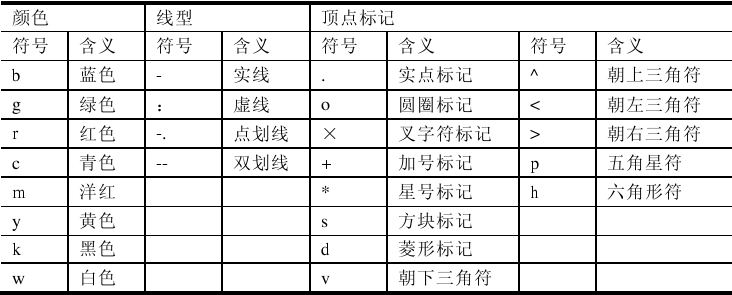 颜色 线型 顶点标记
符号 含义 符号 含义 符号 含义 符号 含义
b 蓝色 - 实线 . 实点标记 ^ 朝上三角符
g 绿色 : 虚线 o 圆圈标记 < 朝左三角符
r 红色 -. 点划线 × 叉字符标记 > 朝右三角符
c 青色 -- 双划线 + 加号标记 p 五角星符
m 洋红 * 星号标记 h 六角形符
y 黄色 s 方块标记
k 黑色 d 菱形标记
w 白色 v 朝下三角符